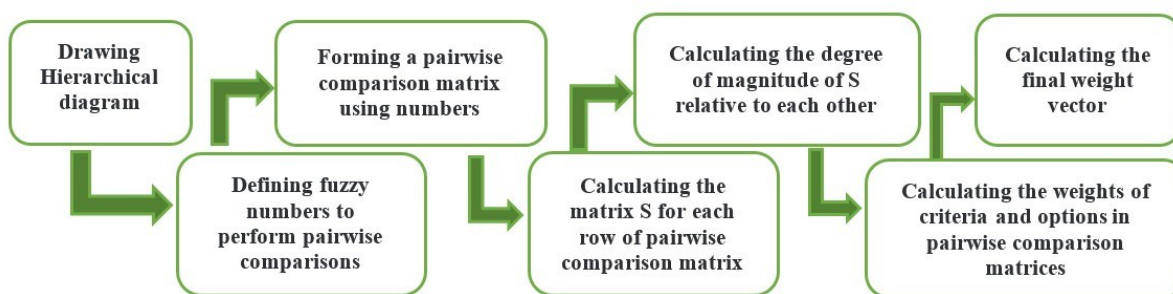 Drawing
Hierarchical
diagram
Defining fuzzy
numbers to
perform pairwise
comparisons
Forming a pairwise
comparison matrix
using numbers
Calculating the
matrix S for each
row of pairwise
comparison matrix
Calculating the degree
of magnitude of S
relative to each other
Calculating the weights of
criteria and options in
pairwise comparison
matrices
Calculating the
final weight
vector